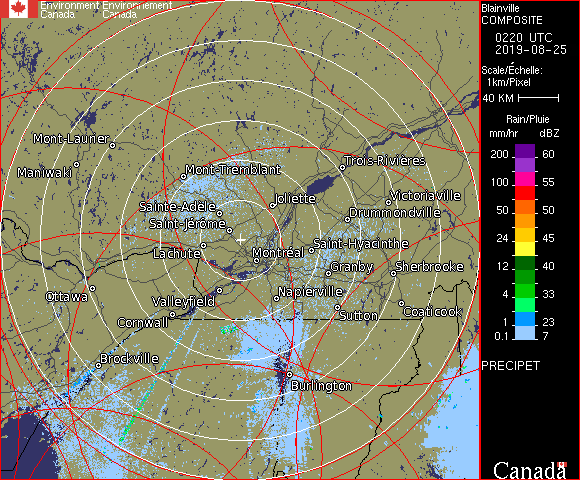 Environment Environnement
Canada Canada
Blainville
COMPOSITE
0220 UTC
2019-08-25
Scale/Échelle:
1km/Pixel
40 KM
Rain/Pluie
mm/hr dBZ
200 60
100 55
50 50
24 45
12 40
8 35
4 30
1 23
0.1 7
PRECIPET
Mont-Laurier
Maniwaki
Mont-Tremblant
Trois-Rivières
Joliette
Victoriaville
Sainte-Adèle
Drummondville
Saint-Jérôme
Saint-Hyacinthe
Lachute
Montréal
Granby
Sherbrooke
Ottawa
Valleyfield
Napierville
Coaticook
Cornwall
Sutton
Brockville
Burlington
Canada